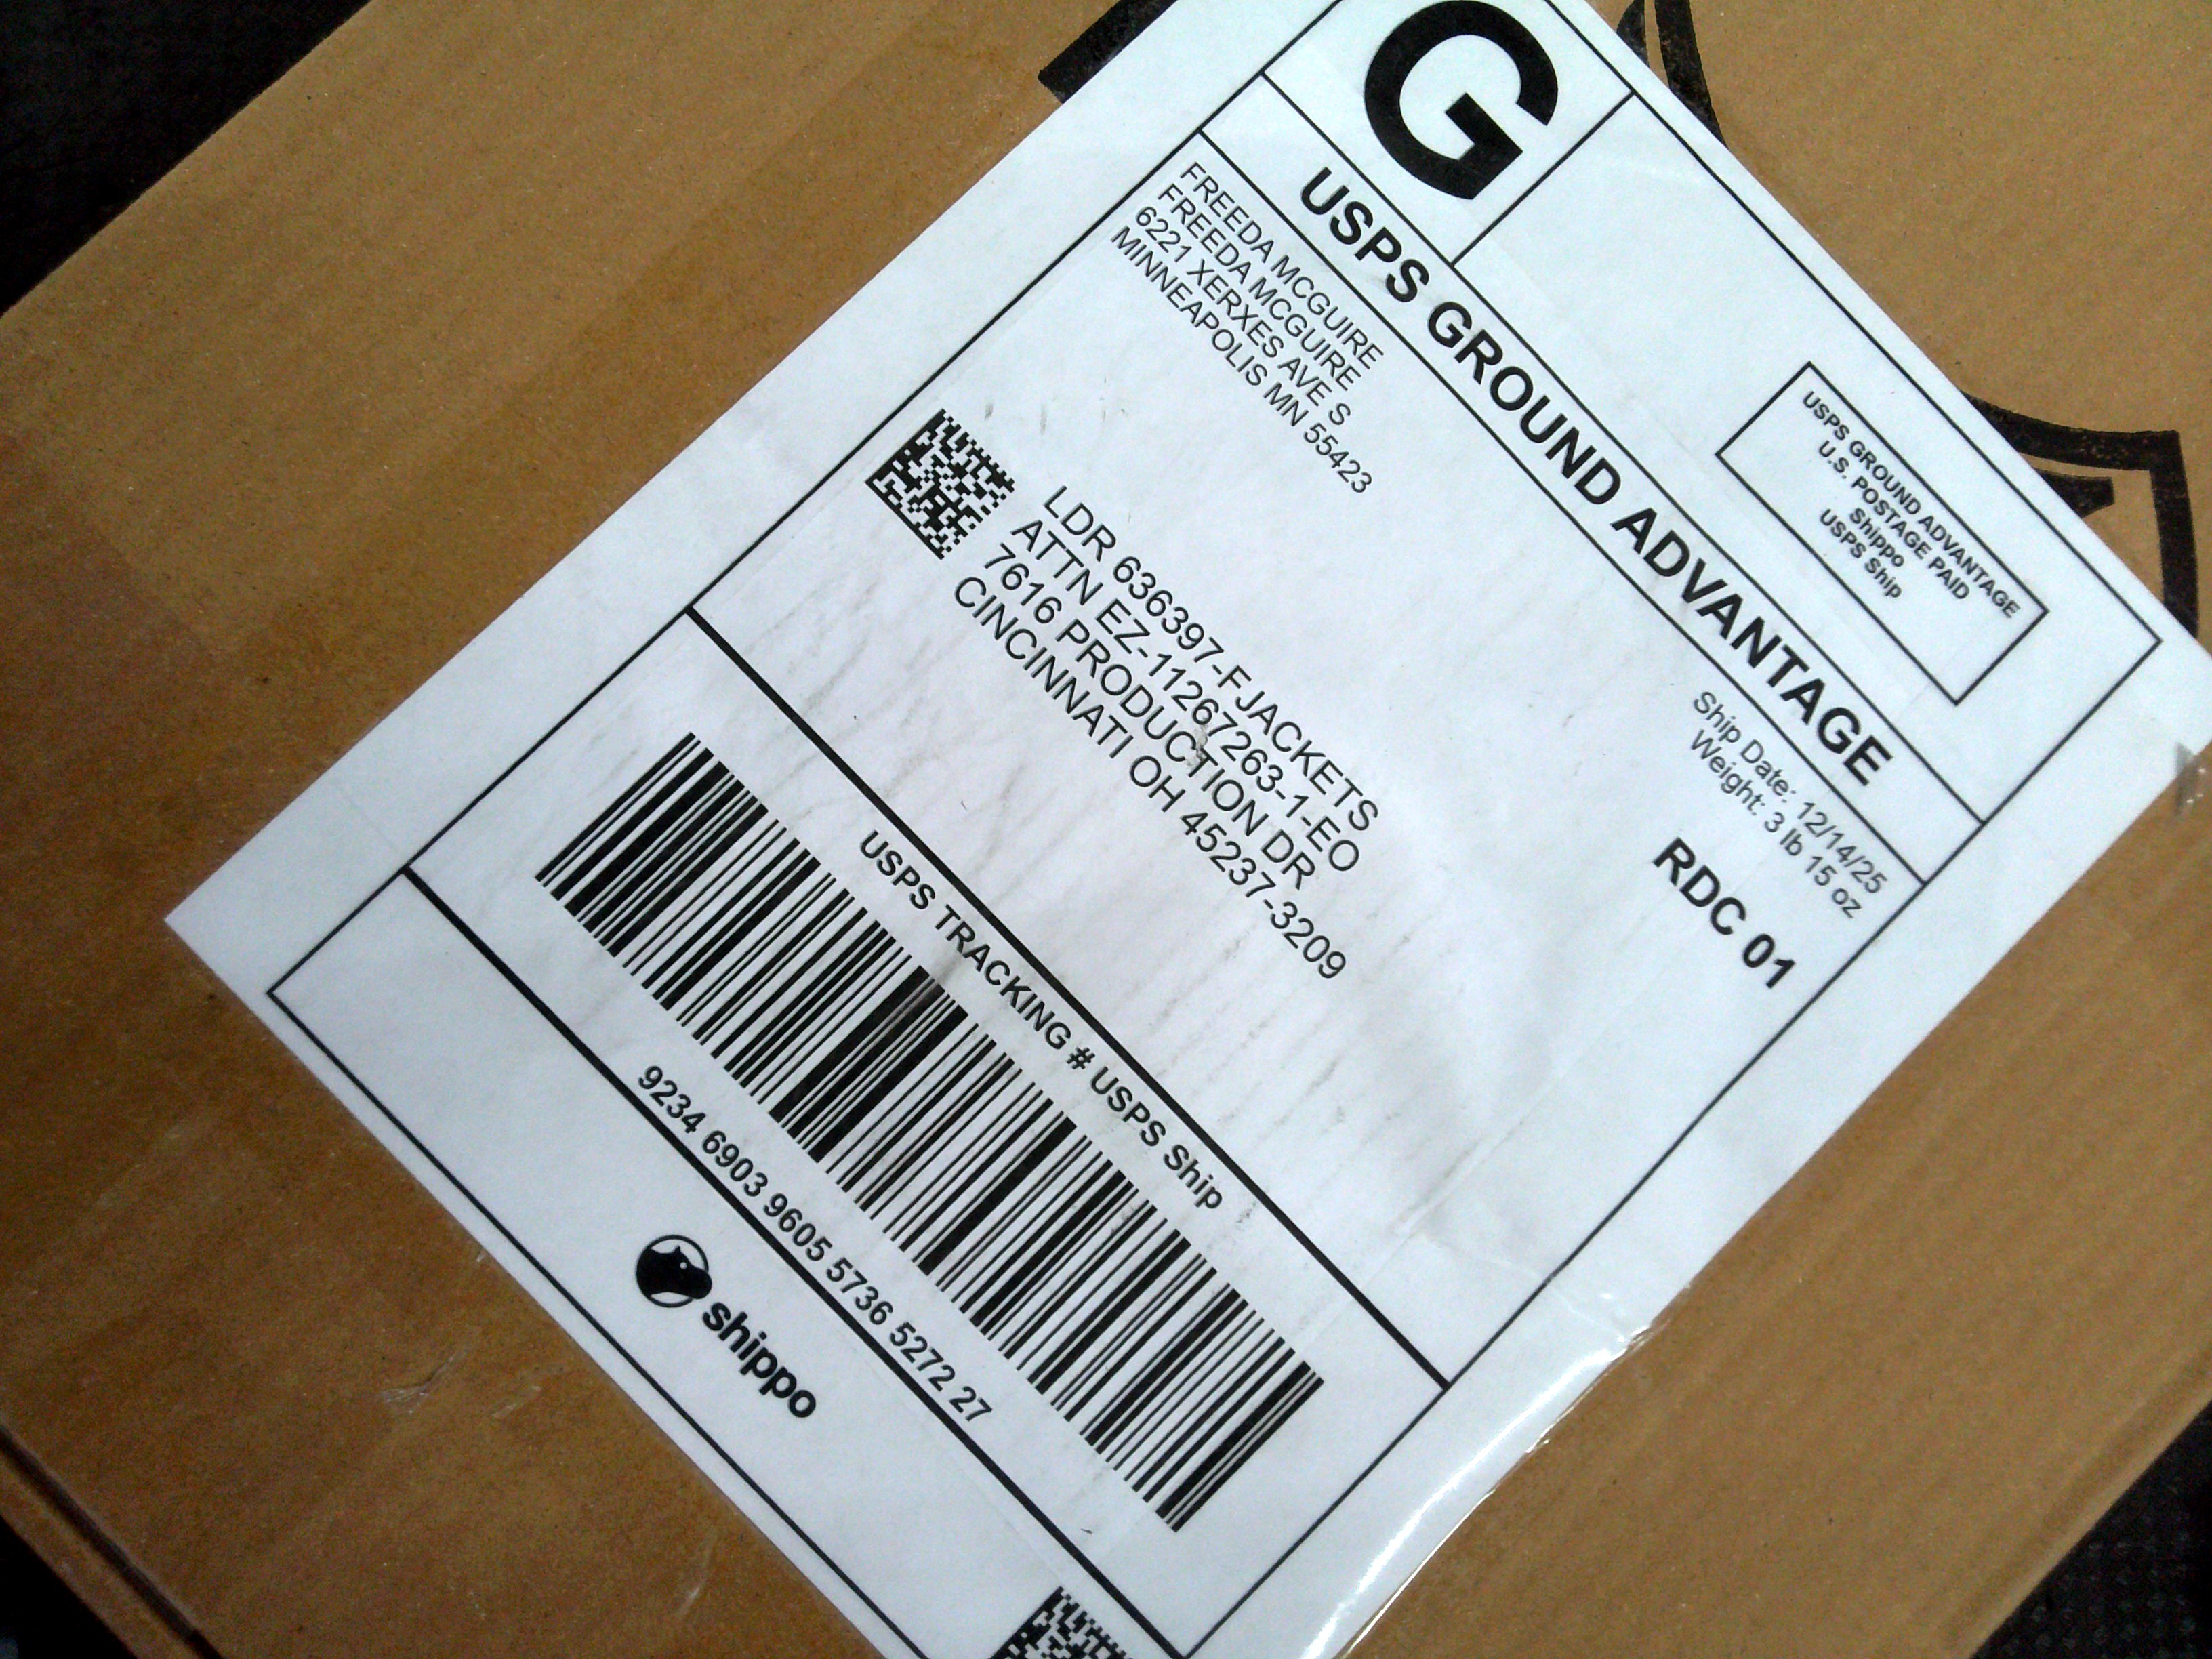 G
USPS GROUND ADVANTAGE
U.S. POSTAGE PAID
Shippo
USPS Ship
USPS GROUND ADVANTAGE
FREEDA MCGUIRE
FREEDA MCGUIRE
6221 XERXES AVE S
MINNEAPOLIS MN 55423
Ship Date: 12/14/25
Weight: 3 lb 15 oz
RDC 01
LDR 636397-FJACKETS
ATTN EZ-11267263-1-EO
7616 PRODUCTION DR
CINCINNATI OH 45237-3209
USPS TRACKING # USPS Ship
9234 6903 9605 5736 5272 27
shippo